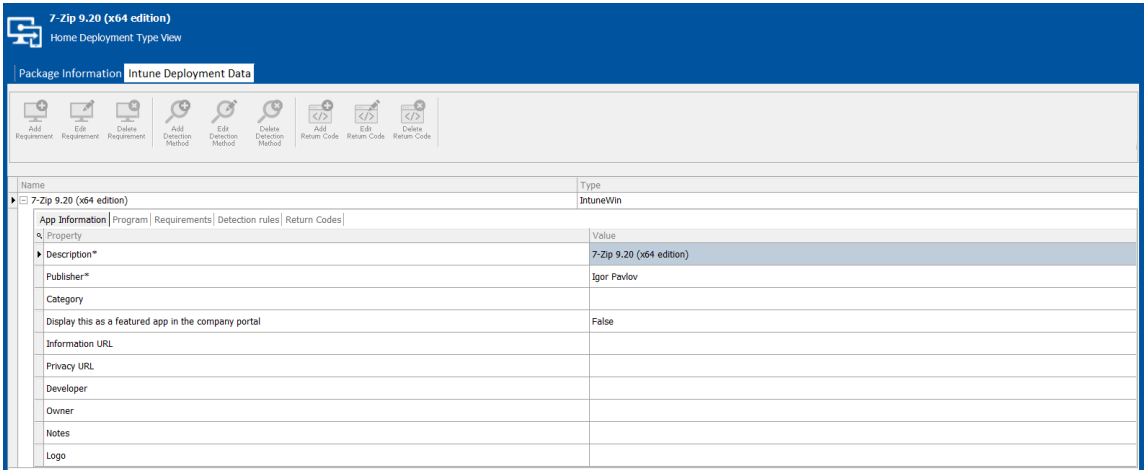 7-Zip 9.20 (x64 edition)
Home Deployment Type View
Package Information Intune Deployment Data
Add Requirement Edit Requirement Delete Requirement Add Detection Method Edit Detection Method Delete Detection Method Add Return Code Edit Return Code Delete Return Code
Name Type
7-Zip 9.20 (x64 edition) IntuneWin
App Information Program Requirements Detection rules Return Codes
Property Value
Description* 7-Zip 9.20 (x64 edition)
Publisher* Igor Pavlov
Category
Display this as a featured app in the company portal False
Information URL
Privacy URL
Developer
Owner
Notes
Logo